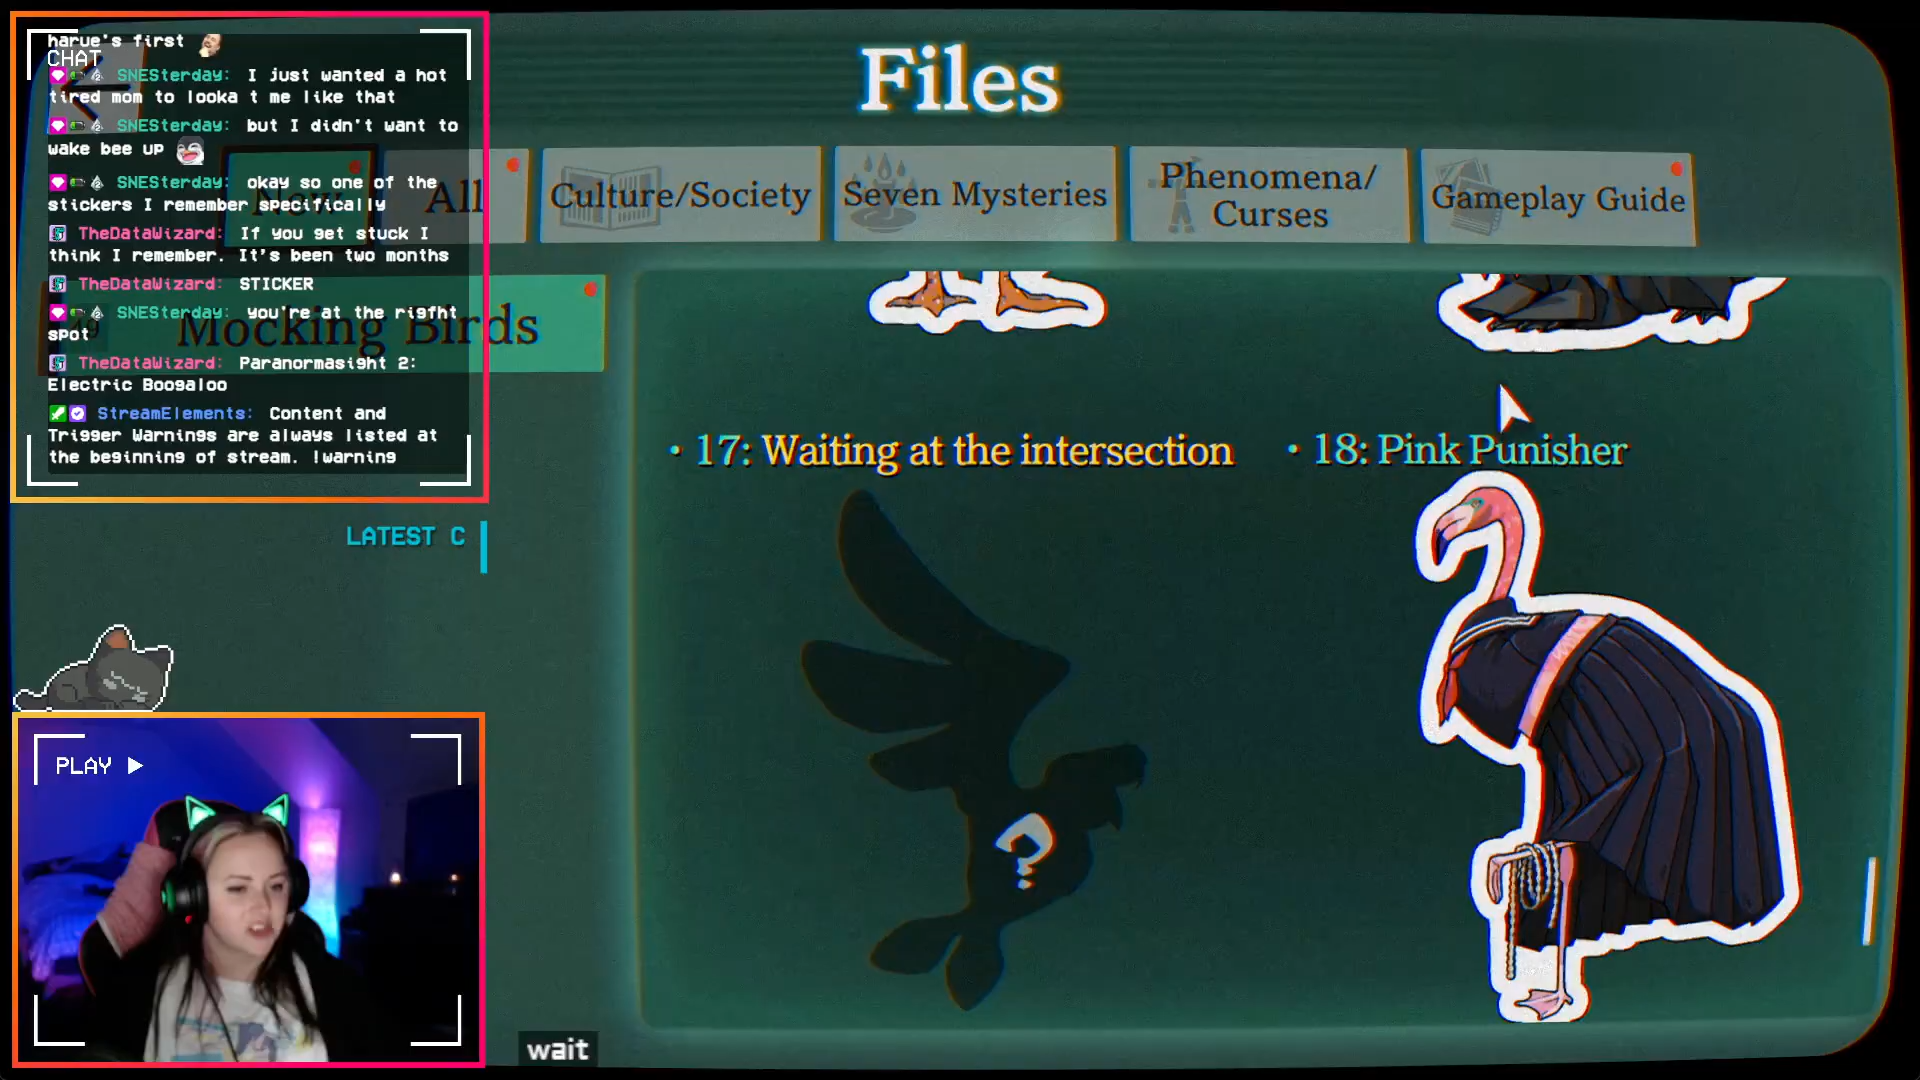 harue's first
CHAT
SNESterday: I just wanted a hot
tired mom to looka t me like that
SNESterday: but I didn't want to
wake bee up
SNESterday: okay so one of the
stickers I remember specifically
TheDataWizard: If you get stuck I
think I remember. It's been two months
TheDataWizard: STICKER
SNESterday: you're at the rigfht
spot
TheDataWizard: Paranormasight 2:
Electric Boogaloo
StreamElements: Content and
Trigger Warnings are always listed at
the beginning of stream. !warning
Files
New
All
Culture/Society
Seven Mysteries
Phenomena/
Curses
Gameplay Guide
Mocking Birds
• 17: Waiting at the intersection
• 18: Pink Punisher
?
LATEST C
PLAY
wait